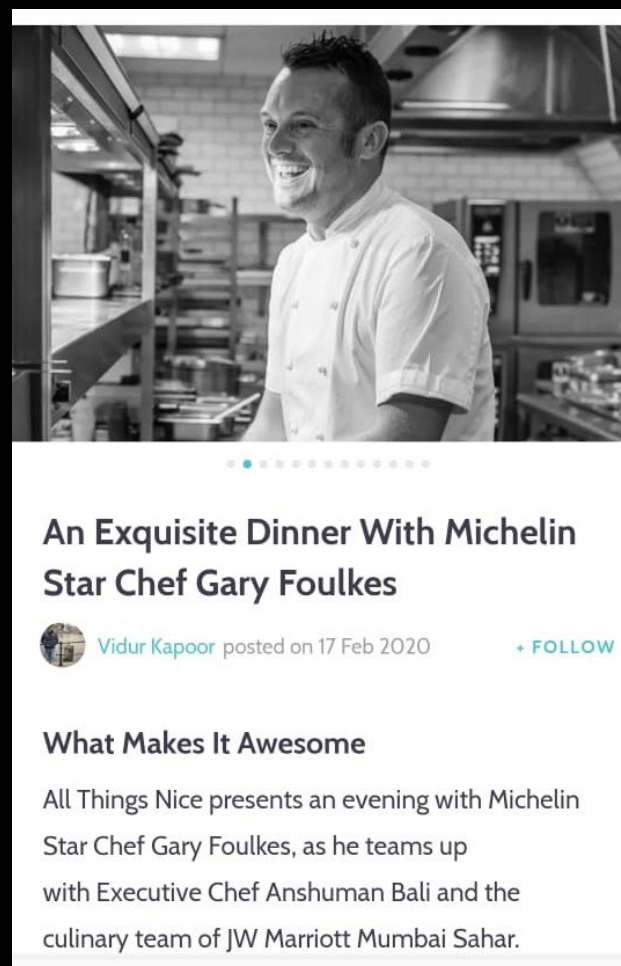 An Exquisite Dinner With Michelin
Star Chef Gary Foulkes
Vidur Kapoor posted on 17 Feb 2020
+ FOLLOW
What Makes It Awesome
All Things Nice presents an evening with Michelin
Star Chef Gary Foulkes, as he teams up
with Executive Chef Anshuman Bali and the
culinary team of JW Marriott Mumbai Sahar.